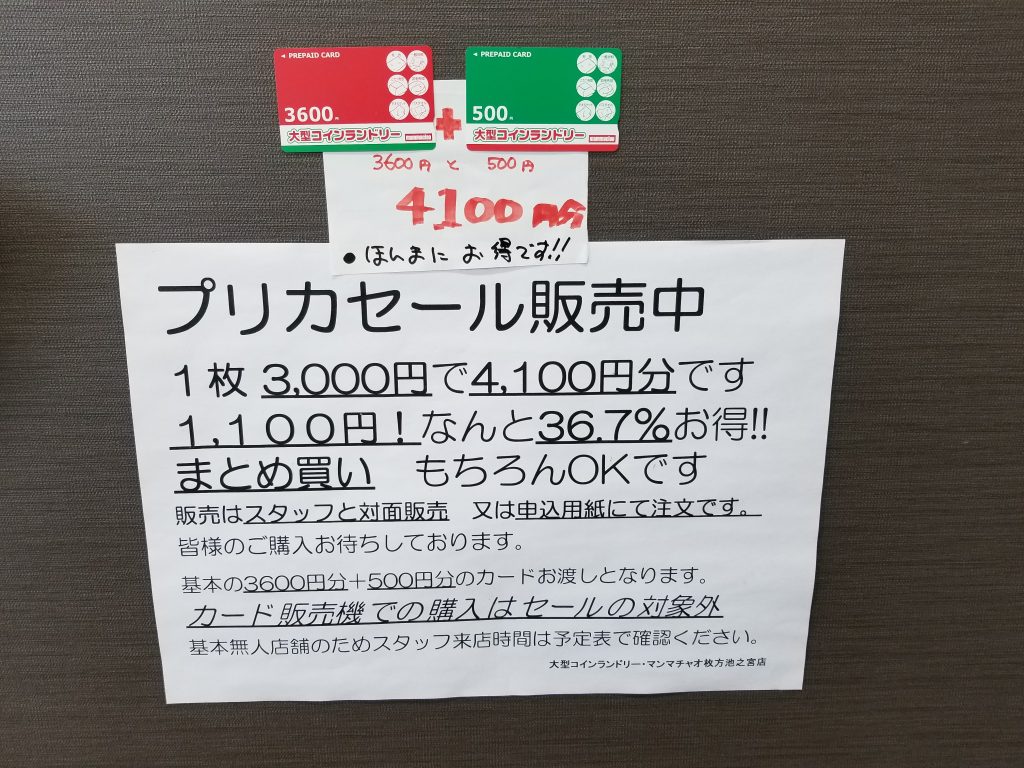 ◀ PREPAID CARD
3600円
大型コインランドリー
◀ PREPAID CARD
500円
大型コインランドリー
+
3600円 と 500円
4100円分
●ほんまに お得です!!
プリカセール販売中
1枚 3,000円で4,100円分です
1,100円!なんと36.7%お得!!
まとめ買い もちろんOKです
販売はスタッフと対面販売 又は申込用紙にて注文です。
皆様のご購入お待ちしております。
基本の3600円分+500円分のカードお渡しとなります。
カード販売機での購入はセールの対象外
基本無人店舗のためスタッフ来店時間は予定表で確認ください。
大型コインランドリー・マンマチャオ枚方池之宮店